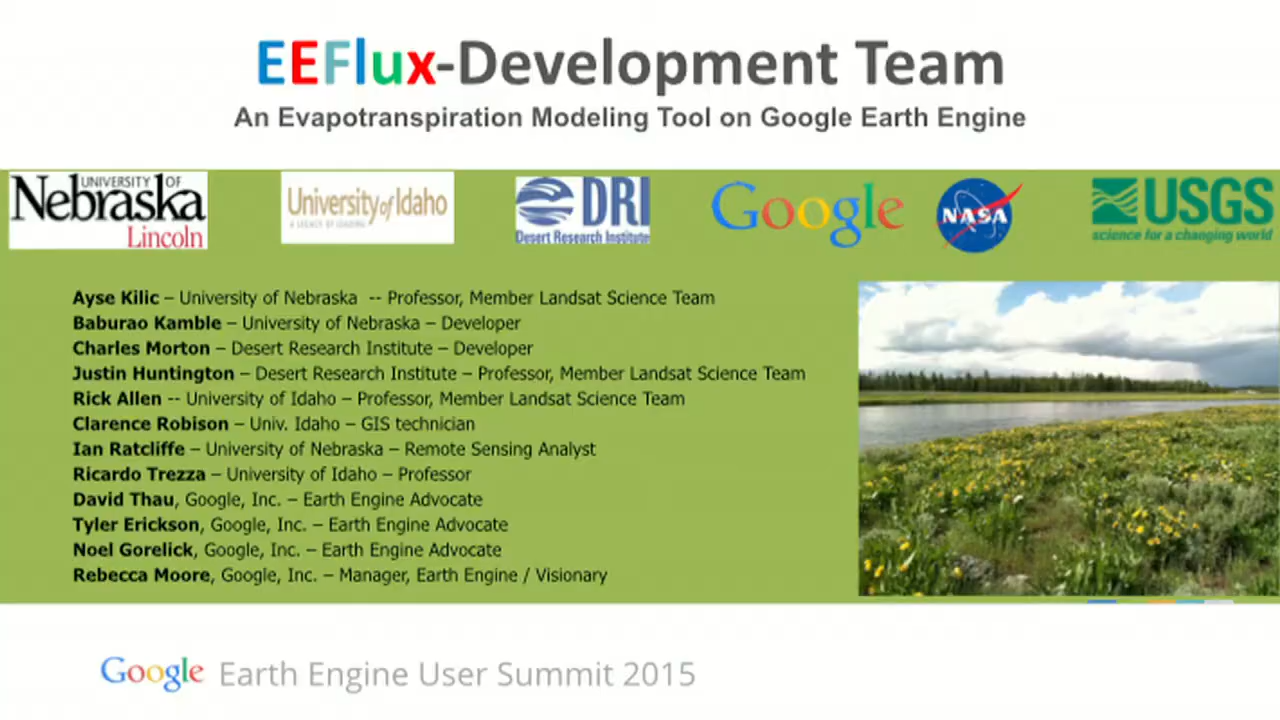 EEFlux-Development Team
An Evapotranspiration Modeling Tool on Google Earth Engine
UNIVERSITY OF
Nebraska
Lincoln
University of Idaho
A LEGACY OF LEADING
DRI
Desert Research Institute
Google
NASA
USGS
science for a changing world
Ayse Kilic – University of Nebraska -- Professor, Member Landsat Science Team
Baburao Kamble – University of Nebraska – Developer
Charles Morton – Desert Research Institute – Developer
Justin Huntington – Desert Research Institute – Professor, Member Landsat Science Team
Rick Allen -- University of Idaho – Professor, Member Landsat Science Team
Clarence Robison – Univ. Idaho – GIS technician
Ian Ratcliffe – University of Nebraska – Remote Sensing Analyst
Ricardo Trezza – University of Idaho – Professor
David Thau, Google, Inc. – Earth Engine Advocate
Tyler Erickson, Google, Inc. – Earth Engine Advocate
Noel Gorelick, Google, Inc. – Earth Engine Advocate
Rebecca Moore, Google, Inc. – Manager, Earth Engine / Visionary
Google Earth Engine User Summit 2015